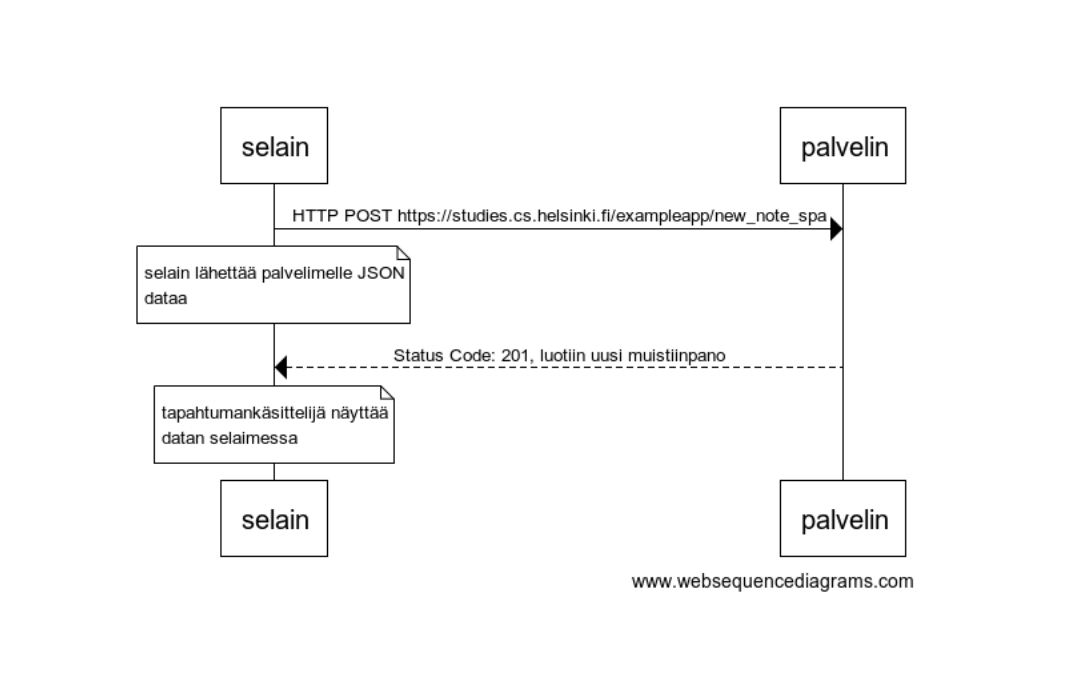 selain
palvelin
HTTP POST https://studies.cs.helsinki.fi/exampleapp/new_note_spa
selain lähettää palvelimelle JSON
dataa
Status Code: 201, luotiin uusi muistiinpano
tapahtumankäsittelijä näyttää
datan selaimessa
selain
palvelin
www.websequencediagrams.com